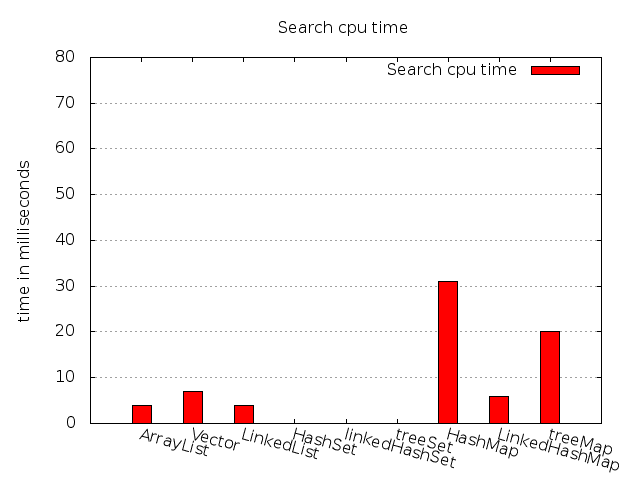 Search cpu time
Search cpu time
80
70
60
50
40
30
20
10
0
time in milliseconds
ArrayList
Vector
LinkedList
HashSet
linkedHashSet
treeSet
HashMap
LinkedHashMap
treeMap